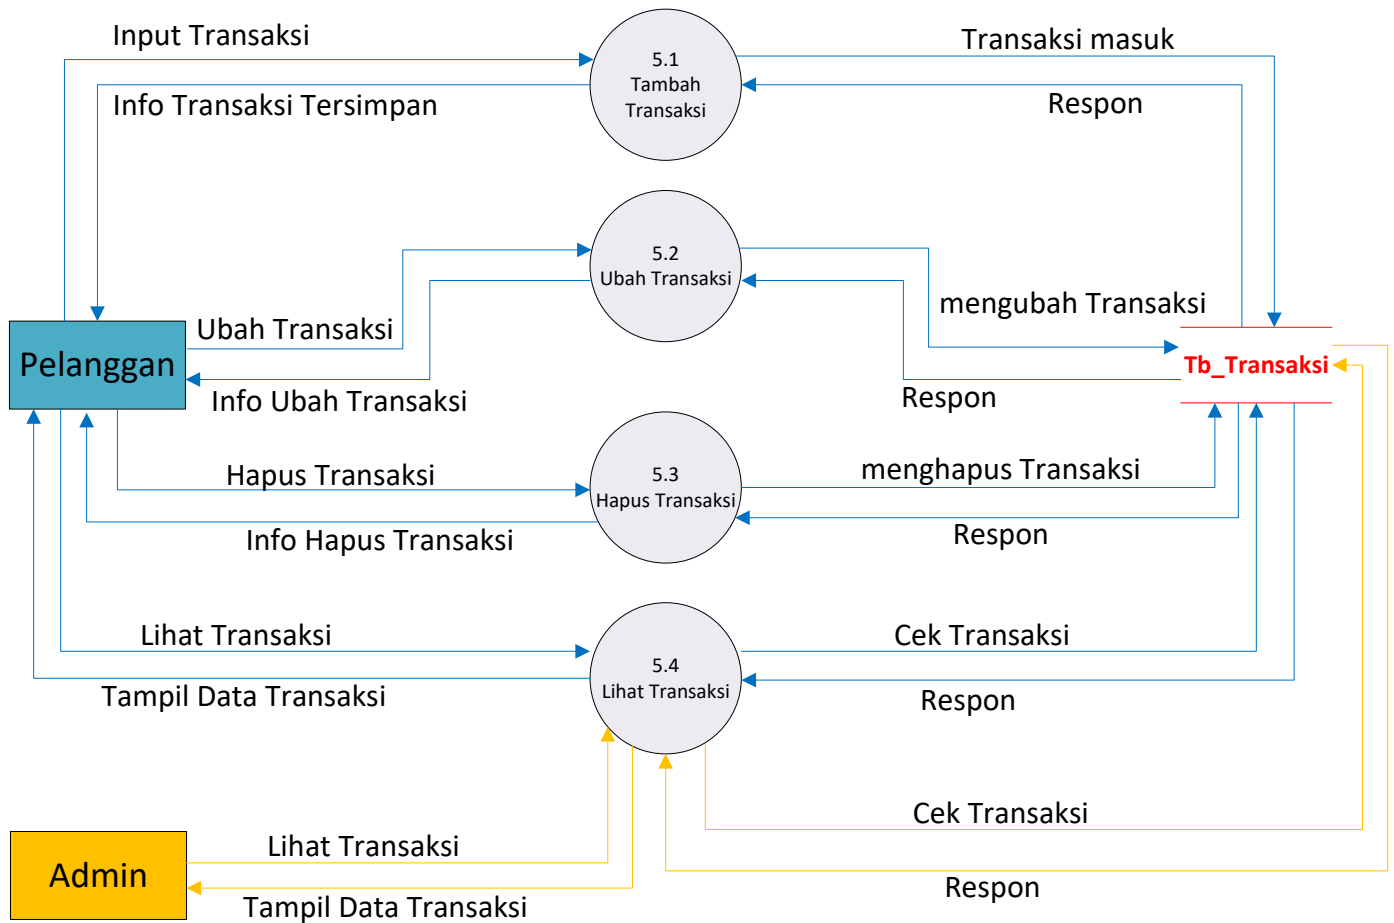 Input Transaksi
5.1
Tambah
Transaksi
Transaksi masuk
Info Transaksi Tersimpan
Respon
5.2
Ubah Transaksi
mengubah Transaksi
Ubah Transaksi
Pelanggan
Tb_Transaksi
Info Ubah Transaksi
Respon
Hapus Transaksi
5.3
Hapus Transaksi
menghapus Transaksi
Info Hapus Transaksi
Respon
Lihat Transaksi
5.4
Lihat Transaksi
Cek Transaksi
Tampil Data Transaksi
Respon
Cek Transaksi
Lihat Transaksi
Admin
Respon
Tampil Data Transaksi